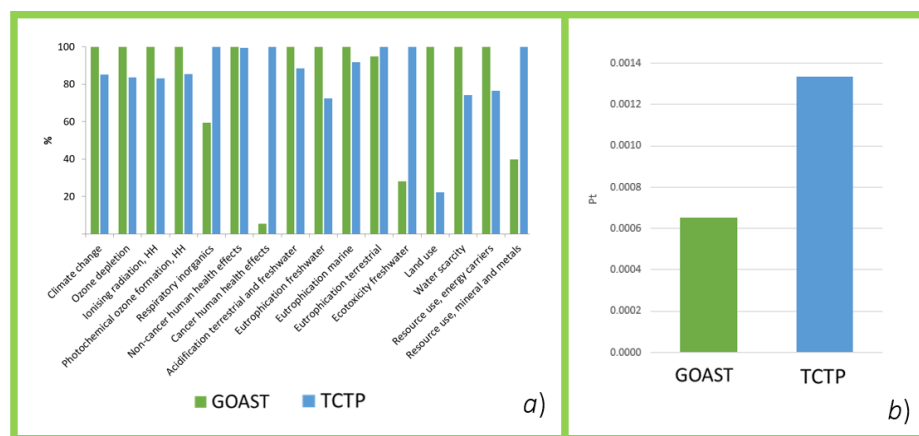 100
80
60
40
20
%
Climate change
Ozone depletion
Ionising radiation, HH
Photochemical ozone formation, HH
Respiratory inorganics
Non-cancer human health effects
Cancer human health effects
Acidification terrestrial and freshwater
Eutrophication freshwater
Eutrophication marine
Eutrophication terrestrial
Ecotoxicity freshwater
Land use
Water scarcity
Resource use, energy carriers
Resource use, mineral and metals
GOAST TCTP
a)
0.0014
0.0012
0.0010
0.0008
0.0006
0.0004
0.0002
0.0000
Pt
GOAST TCTP
b)